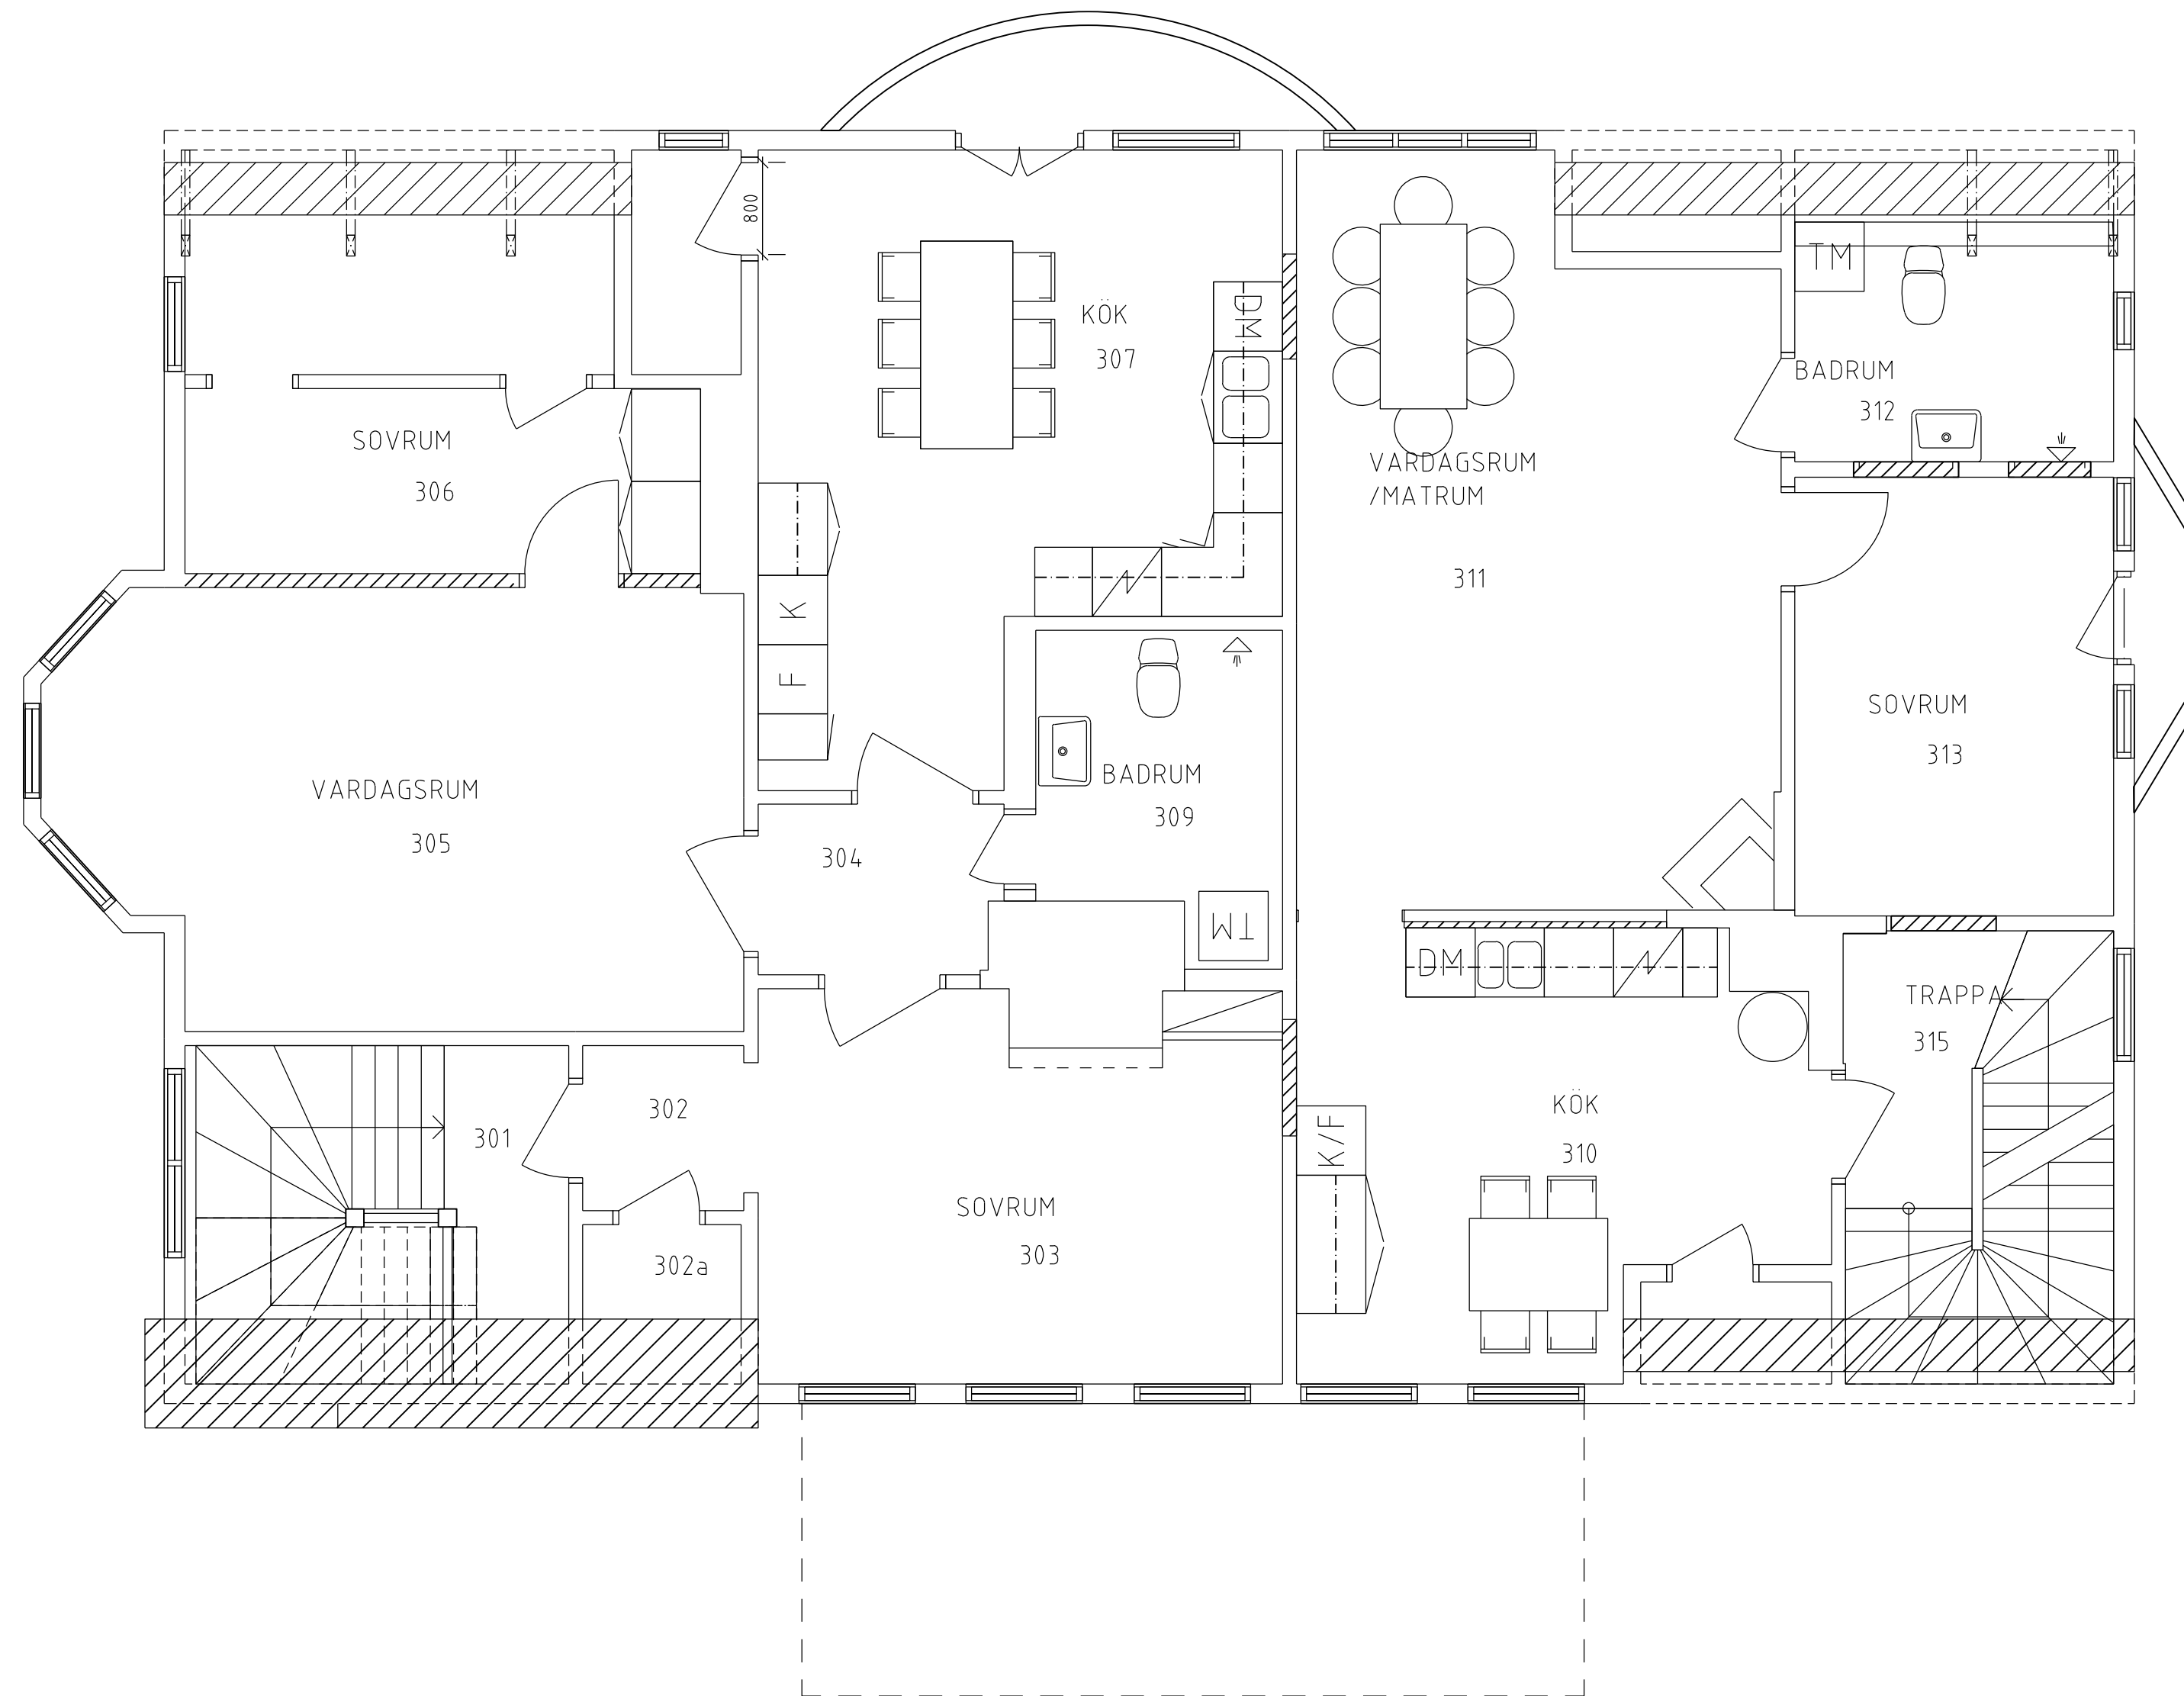 800
TM
DM
KÖK
307
BADRUM
312
SOVRUM
306
VARDAGSRUM
/MATRUM
311
K
F
SOVRUM
313
BADRUM
309
VARDAGSRUM
305
304
TM
DM
TRAPPA
315
302
301
K/F
KÖK
310
SOVRUM
303
302a